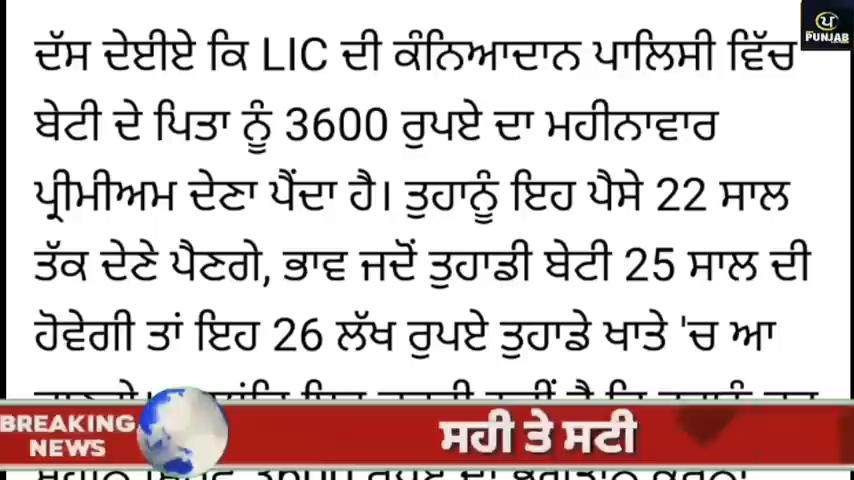 ਪ
PUNJAB
ਦੱਸ ਦੇਈਏ ਕਿ LIC ਦੀ ਕੰਨਿਆਦਾਨ ਪਾਲਿਸੀ ਵਿੱਚ
ਬੇਟੀ ਦੇ ਪਿਤਾ ਨੂੰ 3600 ਰੁਪਏ ਦਾ ਮਹੀਨਾਵਾਰ
ਪ੍ਰੀਮੀਅਮ ਦੇਣਾ ਪੈਂਦਾ ਹੈ। ਤੁਹਾਨੂੰ ਇਹ ਪੈਸੇ 22 ਸਾਲ
ਤੱਕ ਦੇਣੇ ਪੈਣਗੇ, ਭਾਵ ਜਦੋਂ ਤੁਹਾਡੀ ਬੇਟੀ 25 ਸਾਲ ਦੀ
ਹੋਵੇਗੀ ਤਾਂ ਇਹ 26 ਲੱਖ ਰੁਪਏ ਤੁਹਾਡੇ ਖਾਤੇ 'ਚ ਆ
BREAKING
NEWS
ਸਹੀ ਤੇ ਸਟੀ